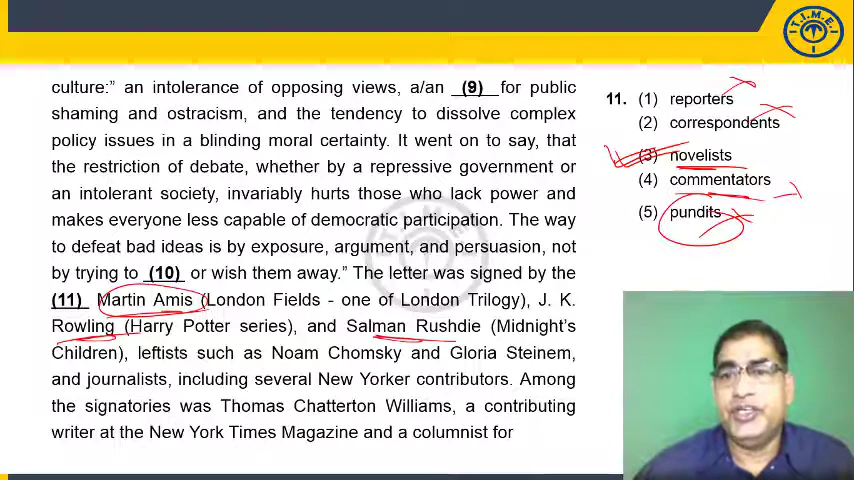 T.I.M.E.
culture:” an intolerance of opposing views, a/an (9) for public
shaming and ostracism, and the tendency to dissolve complex
policy issues in a blinding moral certainty. It went on to say, that
the restriction of debate, whether by a repressive government or
an intolerant society, invariably hurts those who lack power and
makes everyone less capable of democratic participation. The way
to defeat bad ideas is by exposure, argument, and persuasion, not
by trying to (10) or wish them away.” The letter was signed by the
(11) Martin Amis (London Fields - one of London Trilogy), J. K.
Rowling (Harry Potter series), and Salman Rushdie (Midnight’s
Children), leftists such as Noam Chomsky and Gloria Steinem,
and journalists, including several New Yorker contributors. Among
the signatories was Thomas Chatterton Williams, a contributing
writer at the New York Times Magazine and a columnist for
11. (1) reporters
(2) correspondents
(3) novelists
(4) commentators
(5) pundits